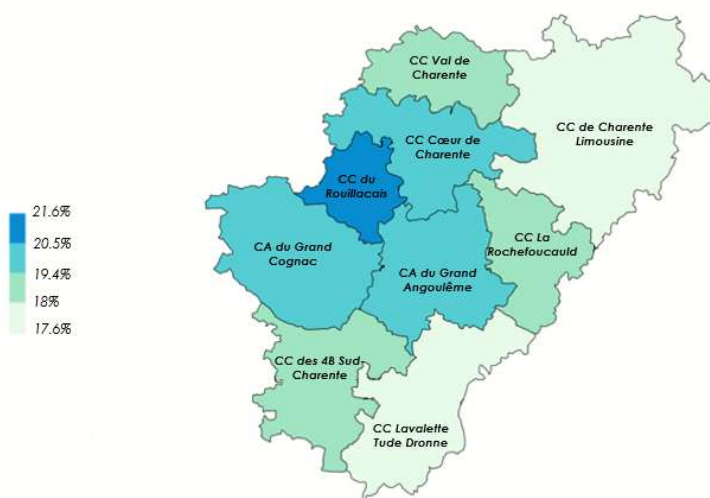 CC Val de
Charente
CC de Charente
Limousine
CC Cœur de
Charente
CC du
Rouillacais
CC La
Rochefoucauld
CA du Grand
Cognac
CA du Grand
Angoulême
CC des 4B Sud-
Charente
CC Lavalette
Tude Dronne
21.6%
20.5%
19.4%
18%
17.6%